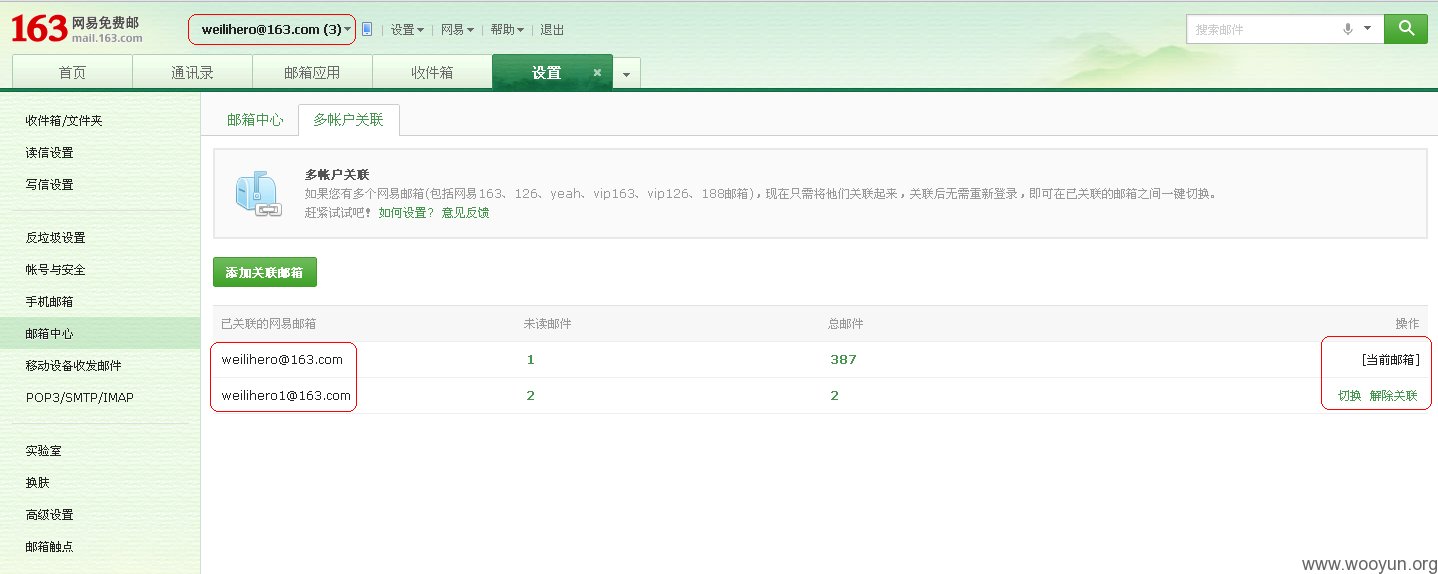 163 网易免费邮
mail.163.com
weilihero@163.com (3) 设置 | 网易 | 帮助 | 退出
搜索邮件
首页 通讯录 邮箱应用 收件箱 设置 ×
收件箱/文件夹
读信设置
写信设置
反垃圾设置
帐号与安全
手机邮箱
邮箱中心
移动设备收发邮件
POP3/SMTP/IMAP
实验室
换肤
高级设置
邮箱触点
邮箱中心 多帐户关联
多帐户关联
如果您有多个网易邮箱(包括网易163、126、yeah、vip163、vip126、188邮箱)，现在只需将他们关联起来，关联后无需重新登录，即可在已关联的邮箱之间一键切换。
赶紧试试吧！如何设置？ 意见反馈
添加关联邮箱
已关联的网易邮箱 未读邮件 总邮件 操作
weilihero@163.com 1 387 [当前邮箱]
weilihero1@163.com 2 2 切换 解除关联
www.wooyun.org